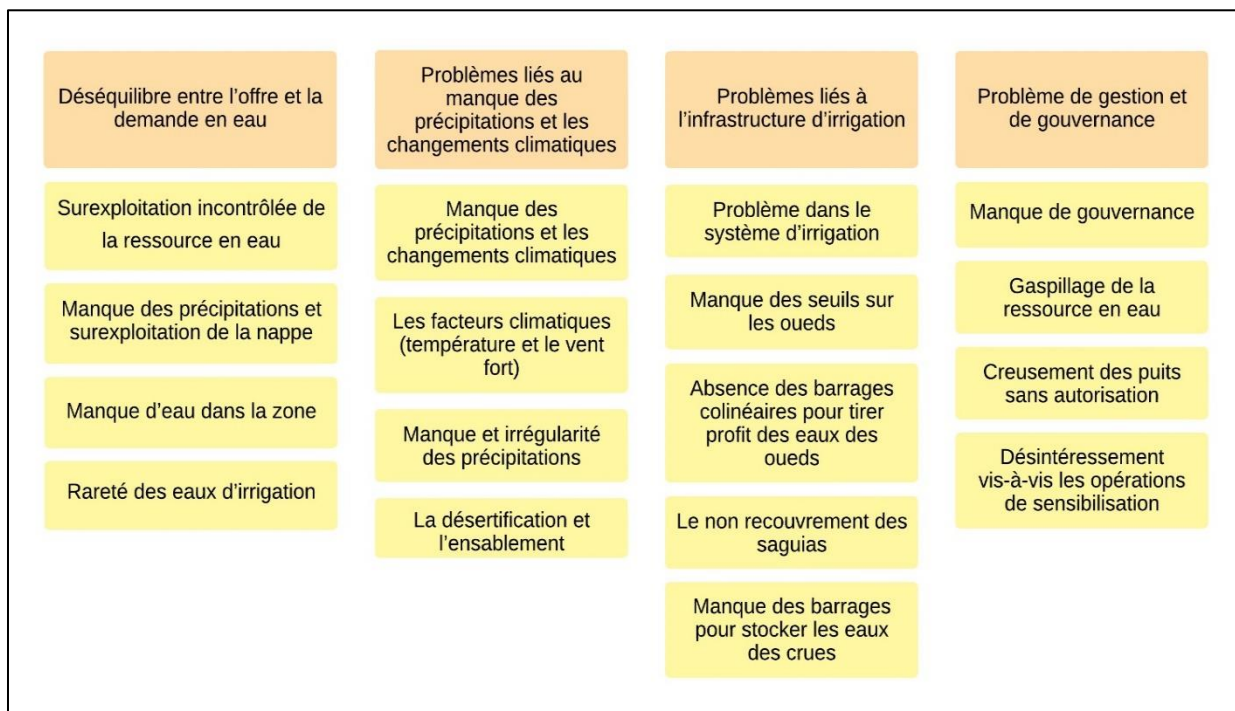 Déséquilibre entre l’offre et la
demande en eau
Surexploitation incontrôlée de
la ressource en eau
Manque des précipitations et
surexploitation de la nappe
Manque d’eau dans la zone
Rareté des eaux d’irrigation
Problèmes liés au
manque des
précipitations et les
changements climatiques
Manque des
précipitations et les
changements climatiques
Les facteurs climatiques
(température et le vent
fort)
Manque et irrégularité
des précipitations
La désertification et
l’ensablement
Problèmes liés à
l’infrastructure d’irrigation
Problème dans le
système d’irrigation
Manque des seuils sur
les oueds
Absence des barrages
colinéaires pour tirer
profit des eaux des
oueds
Le non recouvrement des
saguias
Manque des barrages
pour stocker les eaux
des crues
Problème de gestion et
de gouvernance
Manque de gouvernance
Gaspillage de la
ressource en eau
Creusement des puits
sans autorisation
Désintéressement
vis-à-vis les opérations
de sensibilisation